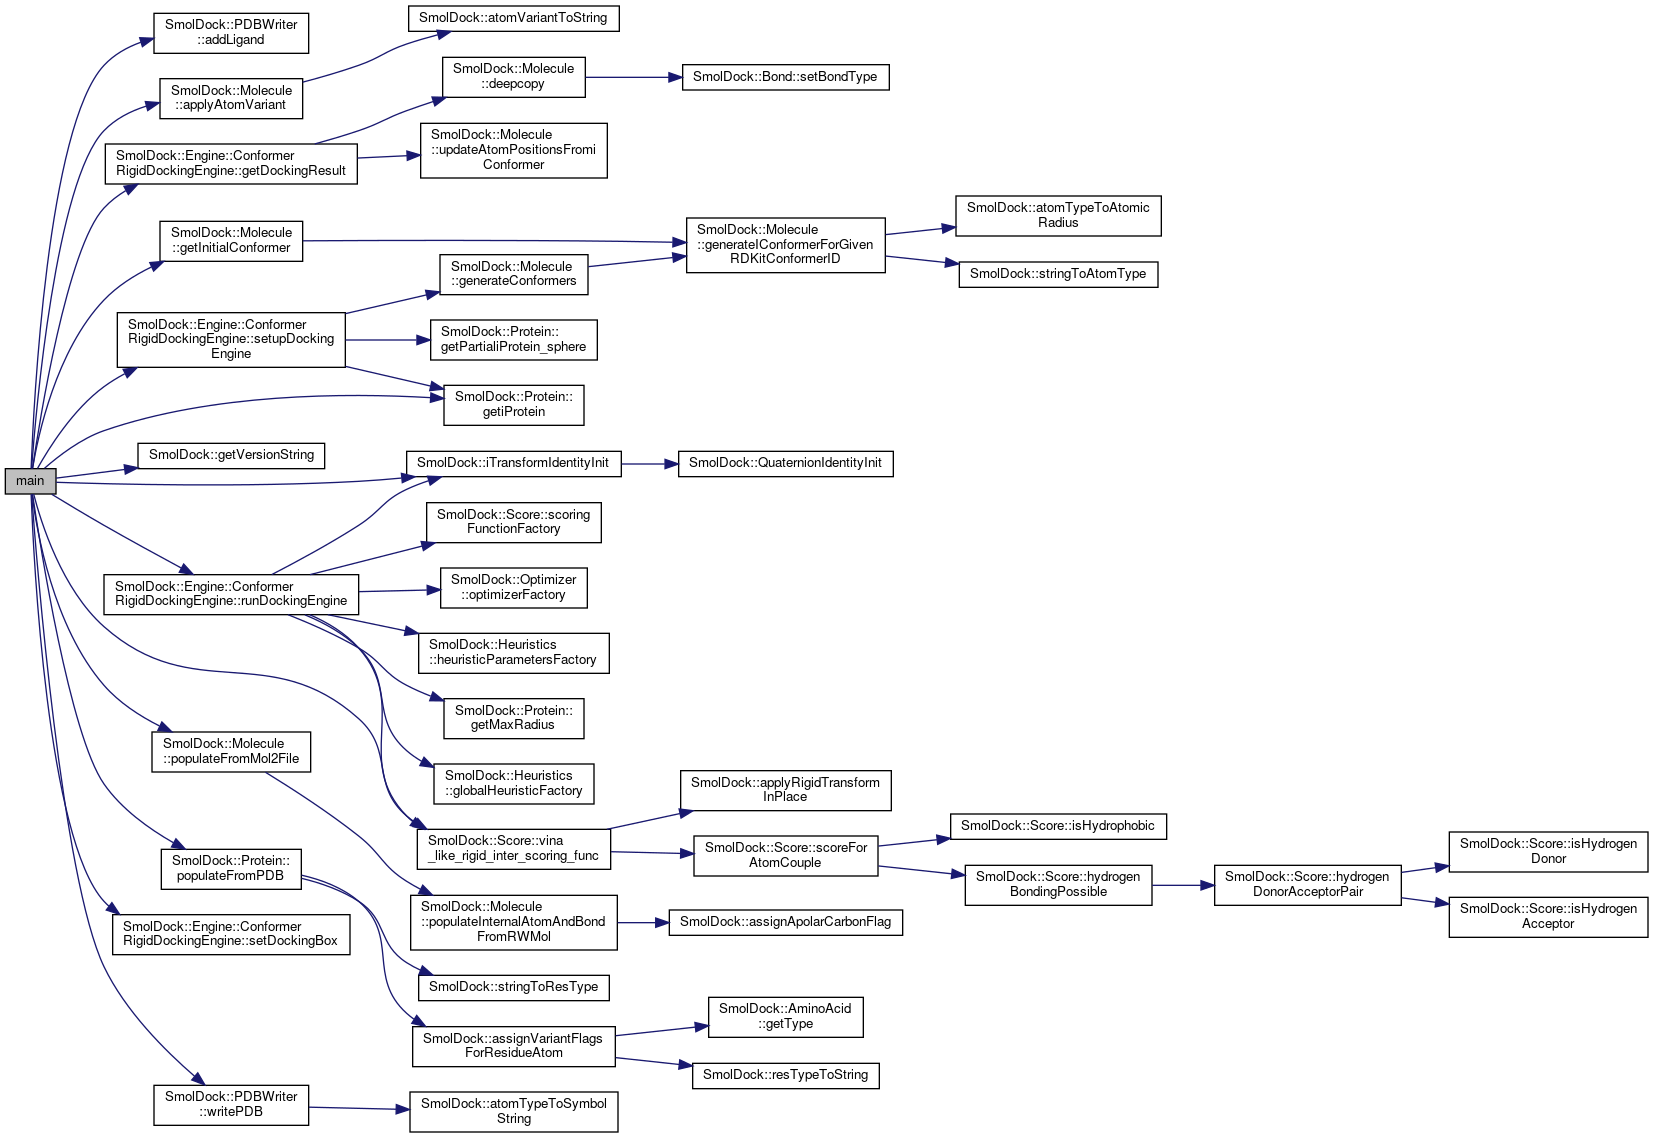 main
SmolDock::PDBWriter
::addLigand
SmolDock::Molecule
::applyAtomVariant
SmolDock::Engine::Conformer
RigidDockingEngine::getDockingResult
SmolDock::Molecule
::getInitialConformer
SmolDock::Engine::Conformer
RigidDockingEngine::setupDocking
Engine
SmolDock::getVersionString
SmolDock::Engine::Conformer
RigidDockingEngine::runDockingEngine
SmolDock::Molecule
::populateFromMol2File
SmolDock::Protein::
populateFromPDB
SmolDock::Engine::Conformer
RigidDockingEngine::setDockingBox
SmolDock::PDBWriter
::writePDB
SmolDock::atomVariantToString
SmolDock::Molecule
::deepcopy
SmolDock::Molecule
::updateAtomPositionsFromi
Conformer
SmolDock::Molecule
::generateConformers
SmolDock::Protein::
getPartialiProtein_sphere
SmolDock::Protein::
getiProtein
SmolDock::iTransformIdentityInit
SmolDock::Score::scoring
FunctionFactory
SmolDock::Optimizer
::optimizerFactory
SmolDock::Heuristics
::heuristicParametersFactory
SmolDock::Protein::
getMaxRadius
SmolDock::Heuristics
::globalHeuristicFactory
SmolDock::Score::vina
_like_rigid_inter_scoring_func
SmolDock::Molecule
::populateInternalAtomAndBond
FromRWMol
SmolDock::stringToResType
SmolDock::assignVariantFlags
ForResidueAtom
SmolDock::atomTypeToSymbol
String
SmolDock::Bond::setBondType
SmolDock::Molecule
::generateIConformerForGiven
RDKitConformerID
SmolDock::QuaternionIdentityInit
SmolDock::applyRigidTransform
InPlace
SmolDock::Score::scoreFor
AtomCouple
SmolDock::assignApolarCarbonFlag
SmolDock::AminoAcid
::getType
SmolDock::resTypeToString
SmolDock::atomTypeToAtomic
Radius
SmolDock::stringToAtomType
SmolDock::Score::isHydrophobic
SmolDock::Score::hydrogen
BondingPossible
SmolDock::Score::hydrogen
DonorAcceptorPair
SmolDock::Score::isHydrogen
Donor
SmolDock::Score::isHydrogen
Acceptor